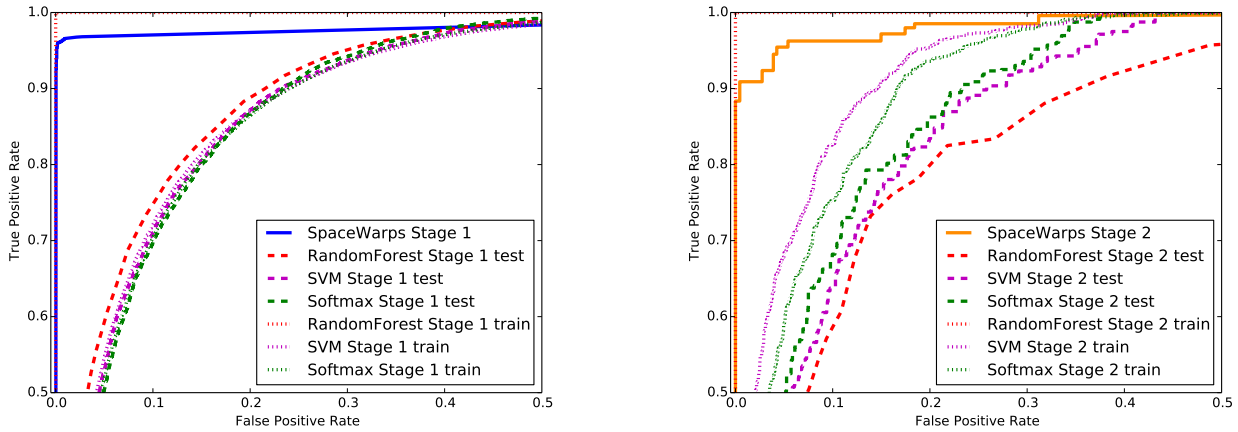 1.0
0.9
0.8
0.7
0.6
0.5
True Positive Rate
0.0 0.1 0.2 0.3 0.4 0.5
False Positive Rate
SpaceWarps Stage 1
RandomForest Stage 1 test
SVM Stage 1 test
Softmax Stage 1 test
RandomForest Stage 1 train
SVM Stage 1 train
Softmax Stage 1 train
1.0
0.9
0.8
0.7
0.6
0.5
True Positive Rate
0.0 0.1 0.2 0.3 0.4 0.5
False Positive Rate
SpaceWarps Stage 2
RandomForest Stage 2 test
SVM Stage 2 test
Softmax Stage 2 test
RandomForest Stage 2 train
SVM Stage 2 train
Softmax Stage 2 train